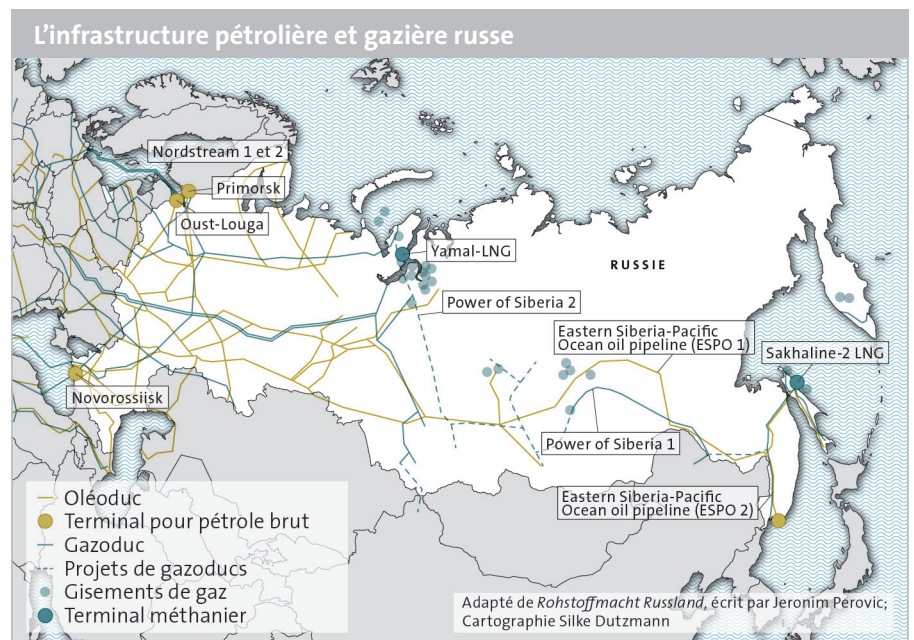 L'infrastructure pétrolière et gazière russe
Nordstream 1 et 2
Primorsk
Oust-Louga
Yamal-LNG
RUSSIE
Power of Siberia 2
Eastern Siberia-Pacific
Ocean oil pipeline (ESPO 1)
Sakhaline-2 LNG
Novorossiisk
Power of Siberia 1
Eastern Siberia-Pacific
Ocean oil pipeline (ESPO 2)
Oléoduc
Terminal pour pétrole brut
Gazoduc
Projets de gazoducs
Gisements de gaz
Terminal méthanier
Adapté de Rohstoffmacht Russland, écrit par Jeronim Perovic;
Cartographie Silke Dutzmann